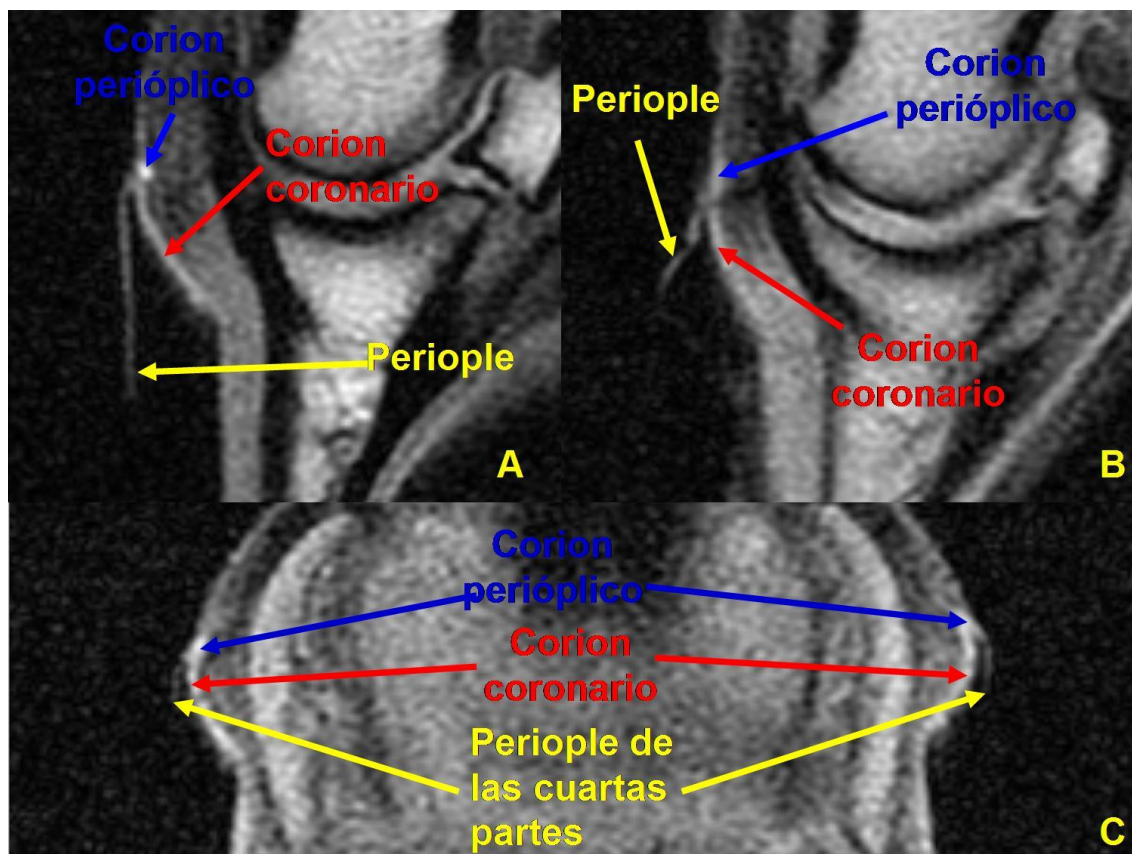 Corion
perióplico
Corion
coronario
Periople
A
Periople
Corion
perióplico
Corion
coronario
B
Corion
perióplico
Corion
coronario
Periople de
las cuartas
partes
C